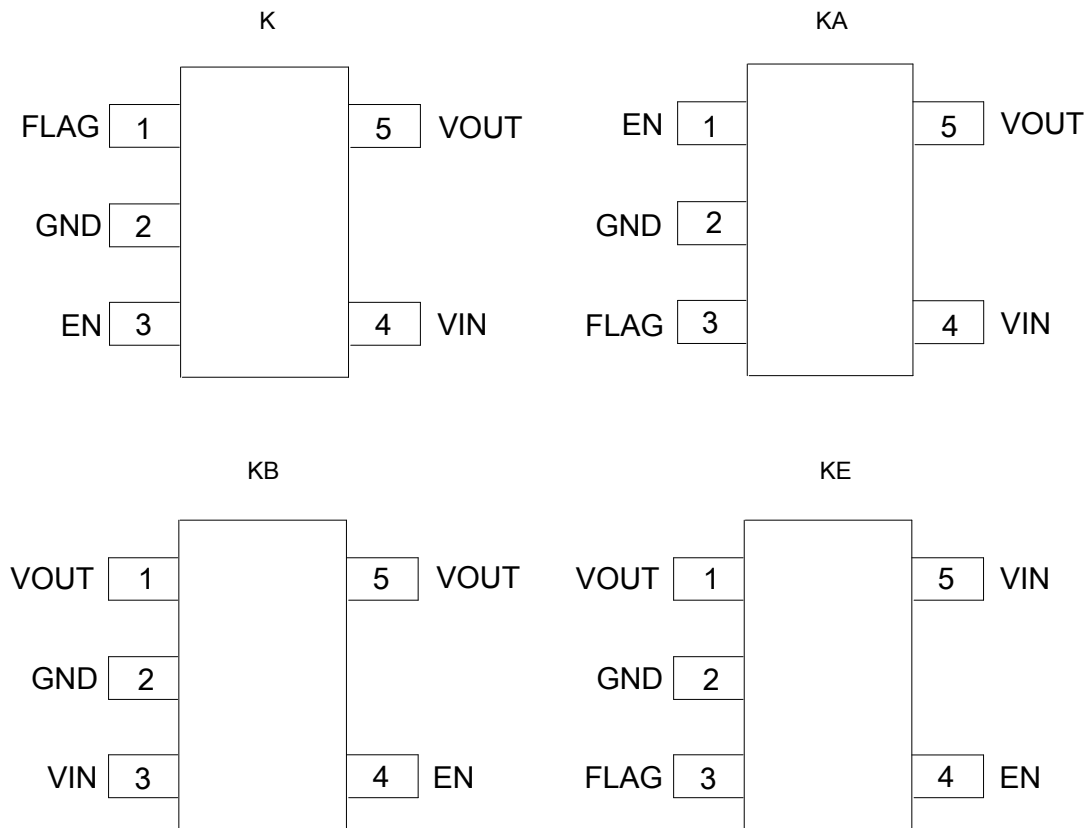 K
FLAG 1 5 VOUT
GND 2
EN 3 4 VIN
KA
EN 1 5 VOUT
GND 2
FLAG 3 4 VIN
KB
VOUT 1 5 VOUT
GND 2
VIN 3 4 EN
KE
VOUT 1 5 VIN
GND 2
FLAG 3 4 EN